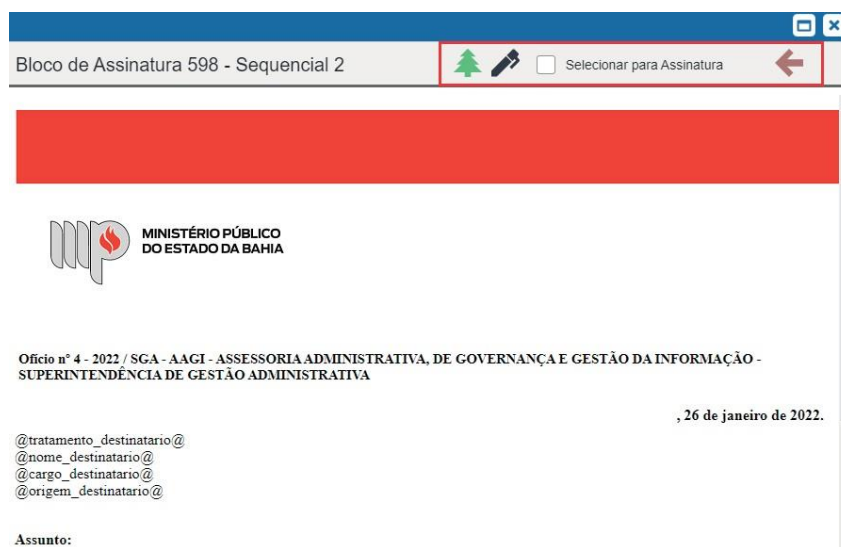 Bloco de Assinatura 598 - Sequencial 2
Selecionar para Assinatura
MINISTÉRIO PÚBLICO
DO ESTADO DA BAHIA
Ofício nº 4 - 2022 / SGA - AAGI - ASSESSORIA ADMINISTRATIVA, DE GOVERNANÇA E GESTÃO DA INFORMAÇÃO -
SUPERINTENDÊNCIA DE GESTÃO ADMINISTRATIVA
, 26 de janeiro de 2022.
@tratamento_destinatario@
@nome_destinatario@
@cargo_destinatario@
@origem_destinatario@
Assunto: